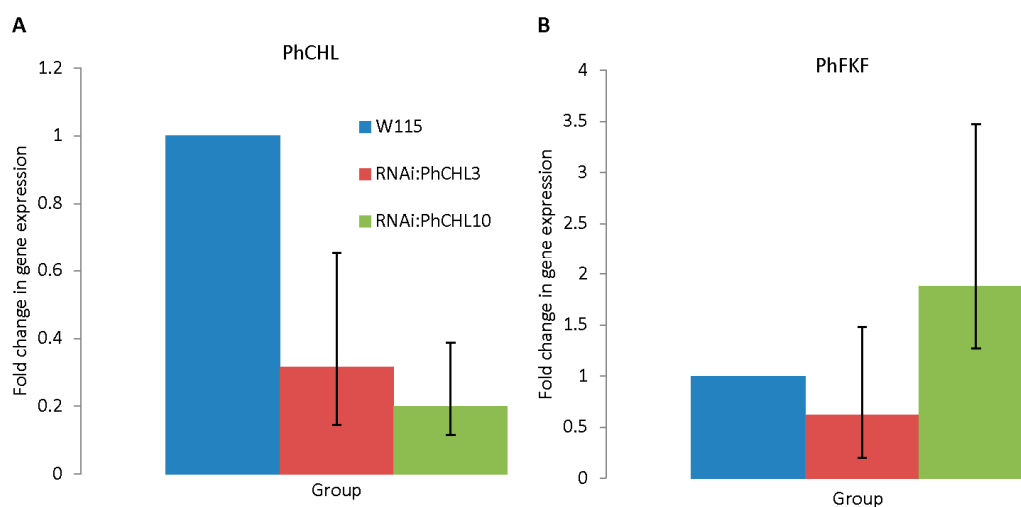 A
PhCHL
Fold change in gene expression
1.2
1
0.8
0.6
0.4
0.2
0
W115
RNAi:PhCHL3
RNAi:PhCHL10
Group
B
PhFKF
Fold change in gene expression
4
3.5
3
2.5
2
1.5
1
0.5
0
Group